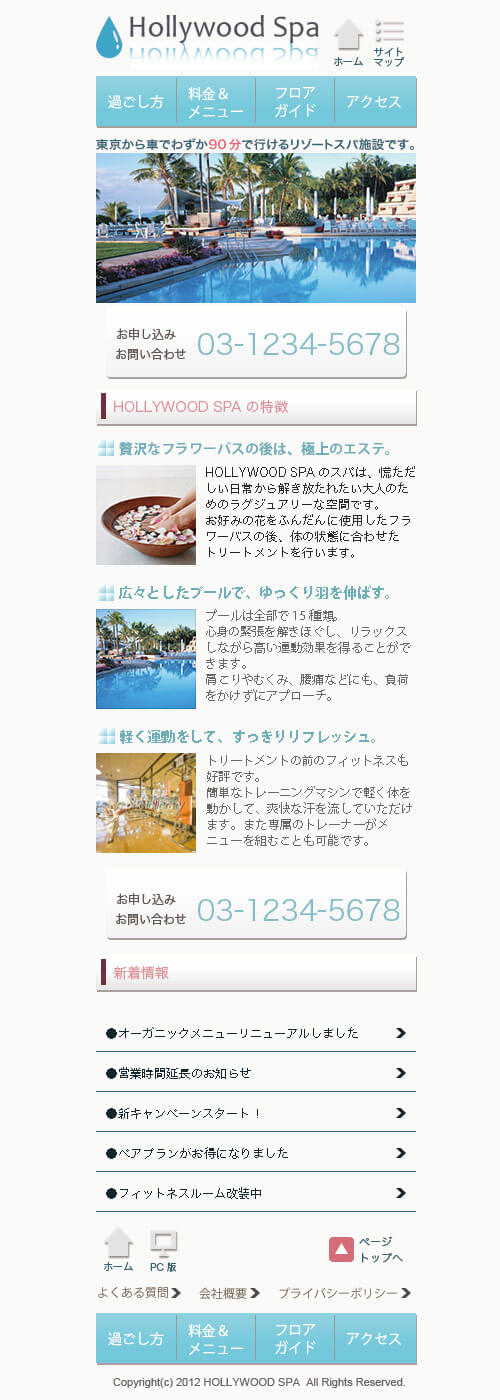 Hollywood Spa
ホーム
サイト
マップ
過ごし方
料金＆
メニュー
フロア
ガイド
アクセス
東京から車でわずか90分で行けるリゾートスパ施設です。
お申し込み
お問い合わせ
03-1234-5678
HOLLYWOOD SPA の特徴
贅沢なフラワーバスの後は、極上のエステ。
HOLLYWOOD SPA のスパは、慌ただ
しい日常から解き放たれたい大人のた
めのラグジュアリーな空間です。
お好みの花をふんだんに使用したフラ
ワーバスの後、体の状態に合わせた
トリートメントを行います。
広々としたプールで、ゆっくり羽を伸ばす。
プールは全部で 15 種類。
心身の緊張を解きほぐし、リラックス
しながら高い運動効果を得ることがで
きます。
肩こりやむくみ、腰痛などにも、負荷
をかけずにアプローチ。
軽く運動をして、すっきりリフレッシュ。
トリートメントの前のフィットネスも
好評です。
簡単なトレーニングマシンで軽く体を
動かして、爽快な汗を流していただけ
ます。また専属のトレーナーがメ
ニューを組むことも可能です。
お申し込み
お問い合わせ
03-1234-5678
新着情報
●オーガニックメニューリニューアルしました
●営業時間延長のお知らせ
●新キャンペーンスタート！
●ペアプランがお得になりました
●フィットネスルーム改装中
ホーム
PC 版
ページ
トップへ
よくある質問
会社概要
プライバシーポリシー
過ごし方
料金＆
メニュー
フロア
ガイド
アクセス
Copyright(c) 2012 HOLLYWOOD SPA All Rights Reserved.